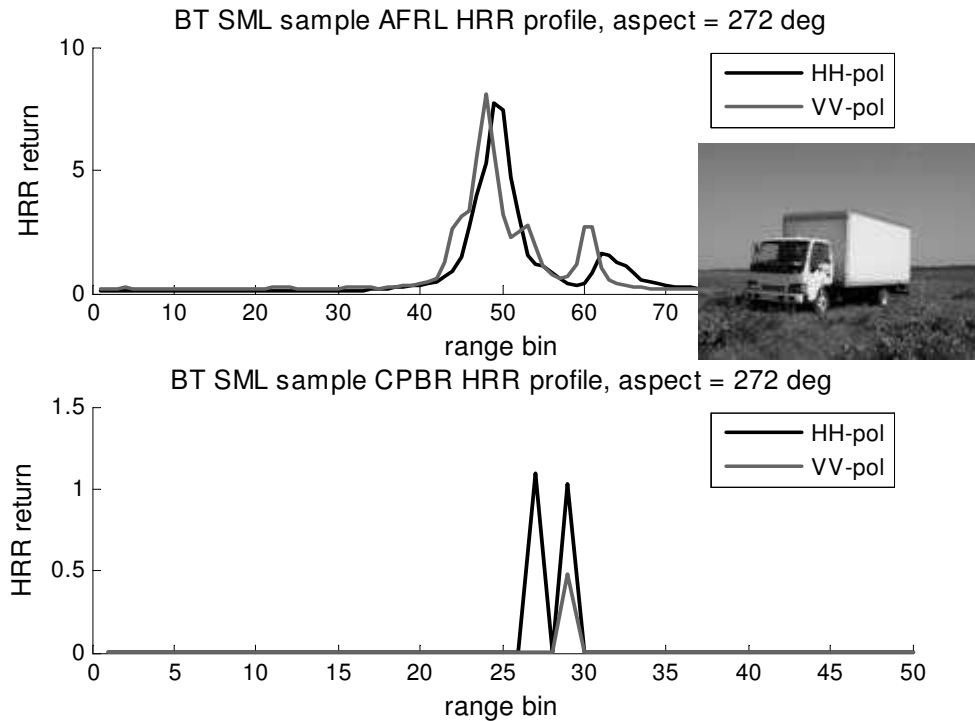 BT SML sample AFRL HRR profile, aspect = 272 deg
10
5
0
HRR return
HH-pol
VV-pol
0 10 20 30 40 50 60 70
range bin
BT SML sample CPBR HRR profile, aspect = 272 deg
1.5
1
0.5
0
HRR return
HH-pol
VV-pol
0 5 10 15 20 25 30 35 40 45 50
range bin